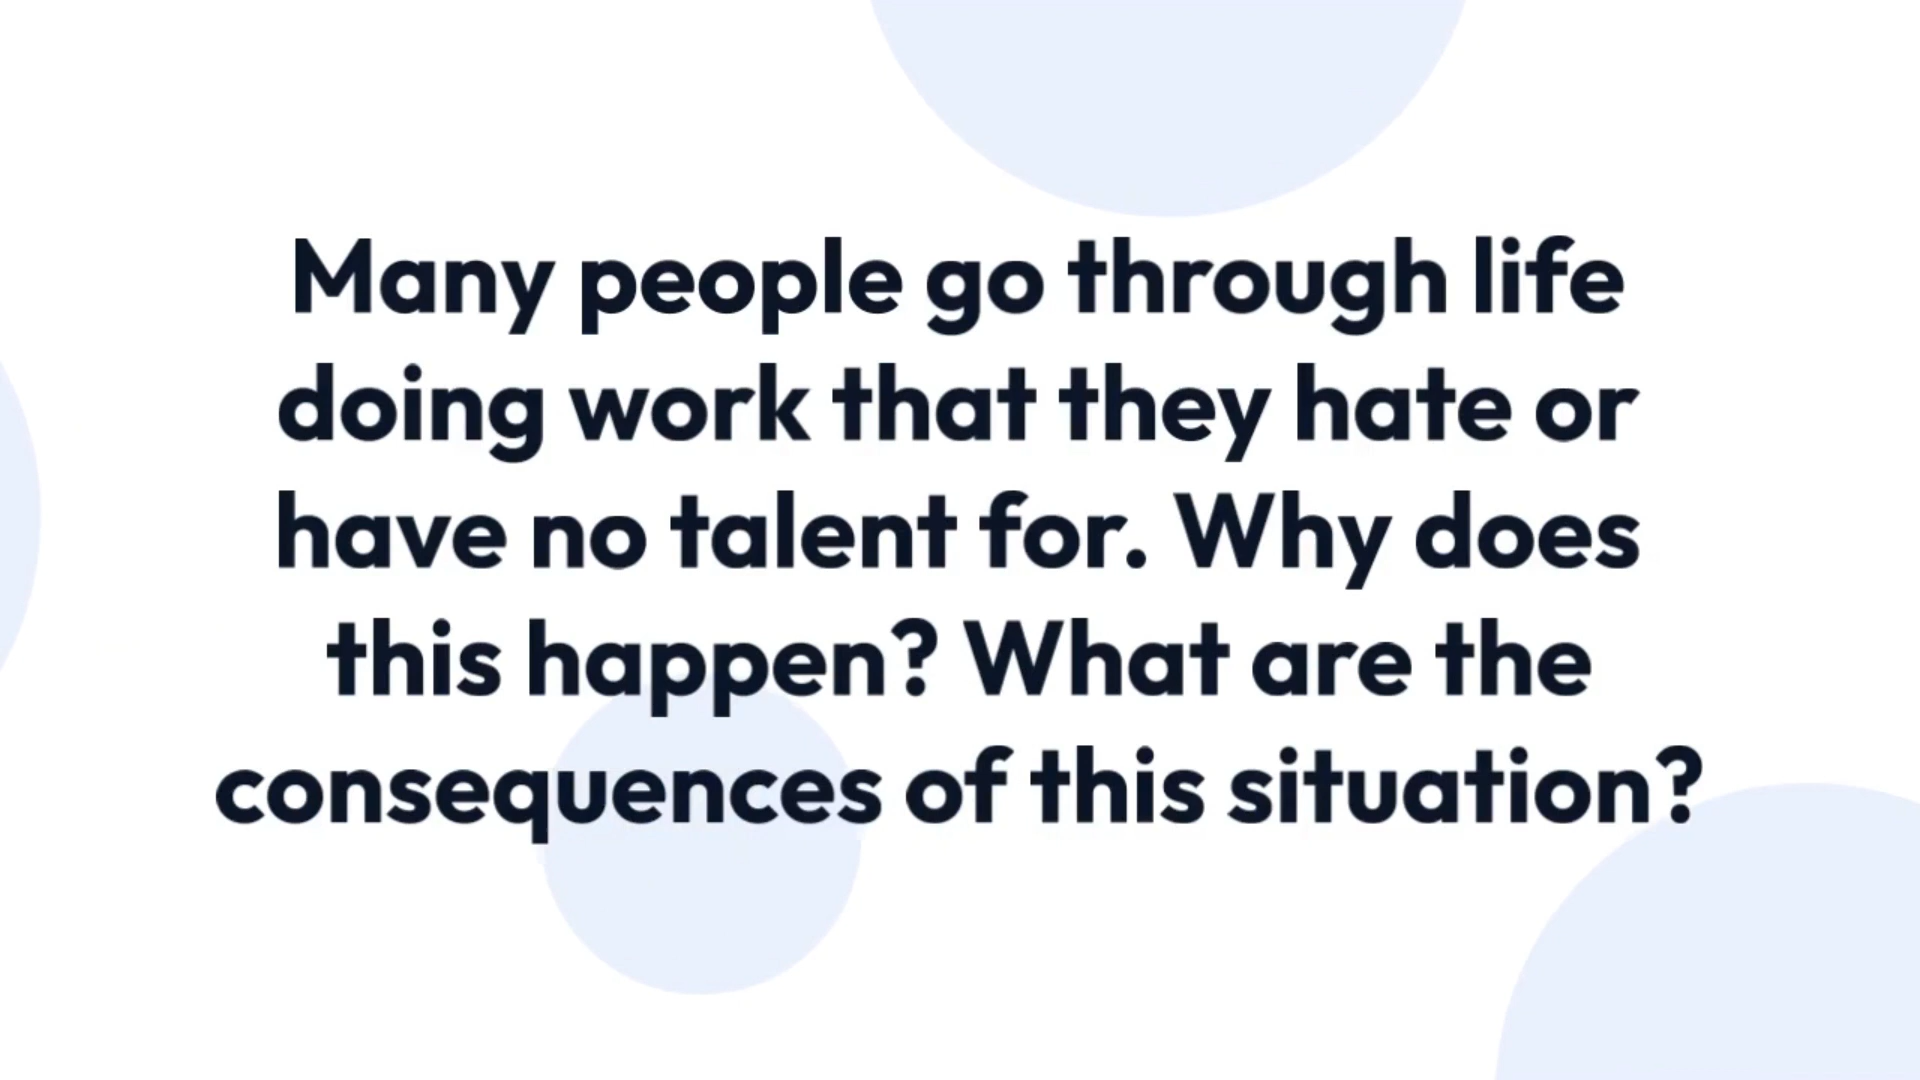 Many people go through life
doing work that they hate or
have no talent for. Why does
this happen? What are the
consequences of this situation?